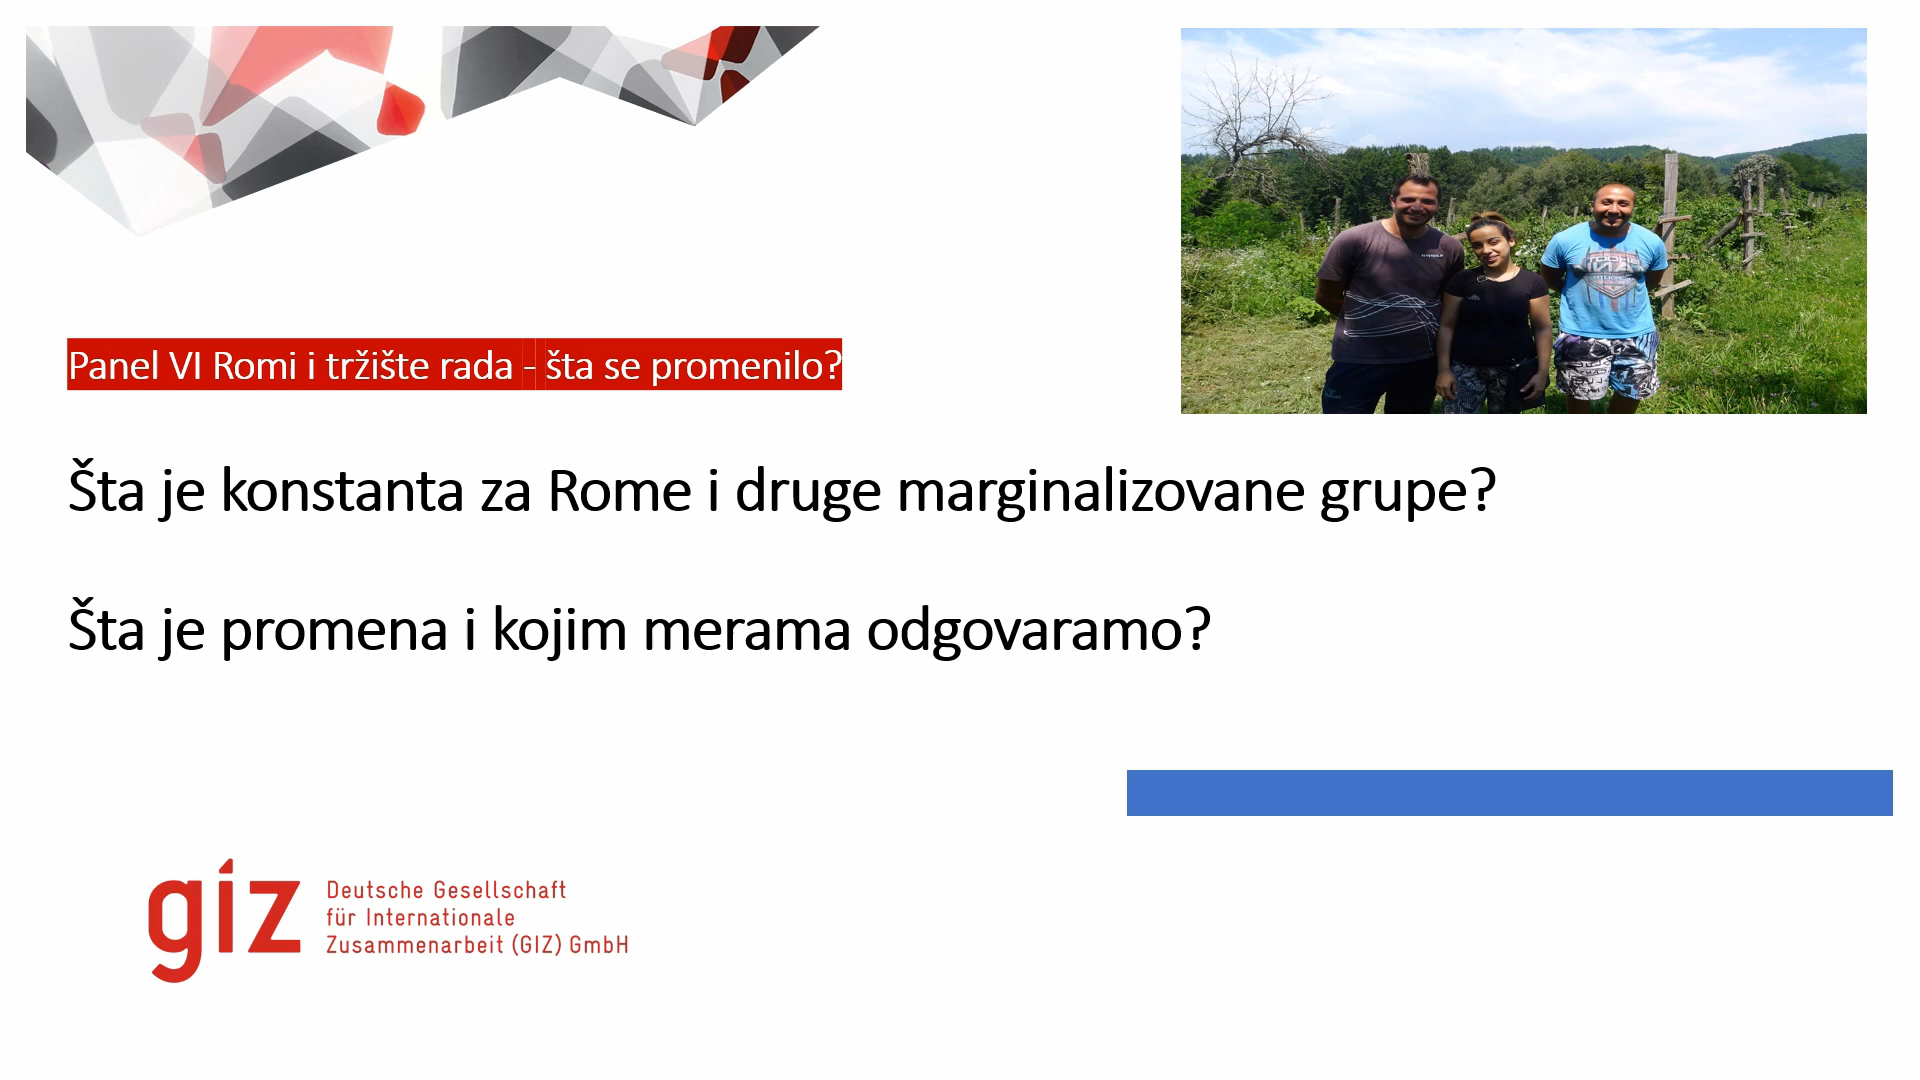 Panel VI Romi i tržište rada - šta se promenilo?
Šta je konstanta za Rome i druge marginalizovane grupe?
Šta je promena i kojim merama odgovaramo?
giz
Deutsche Gesellschaft
für Internationale
Zusammenarbeit (GIZ) GmbH